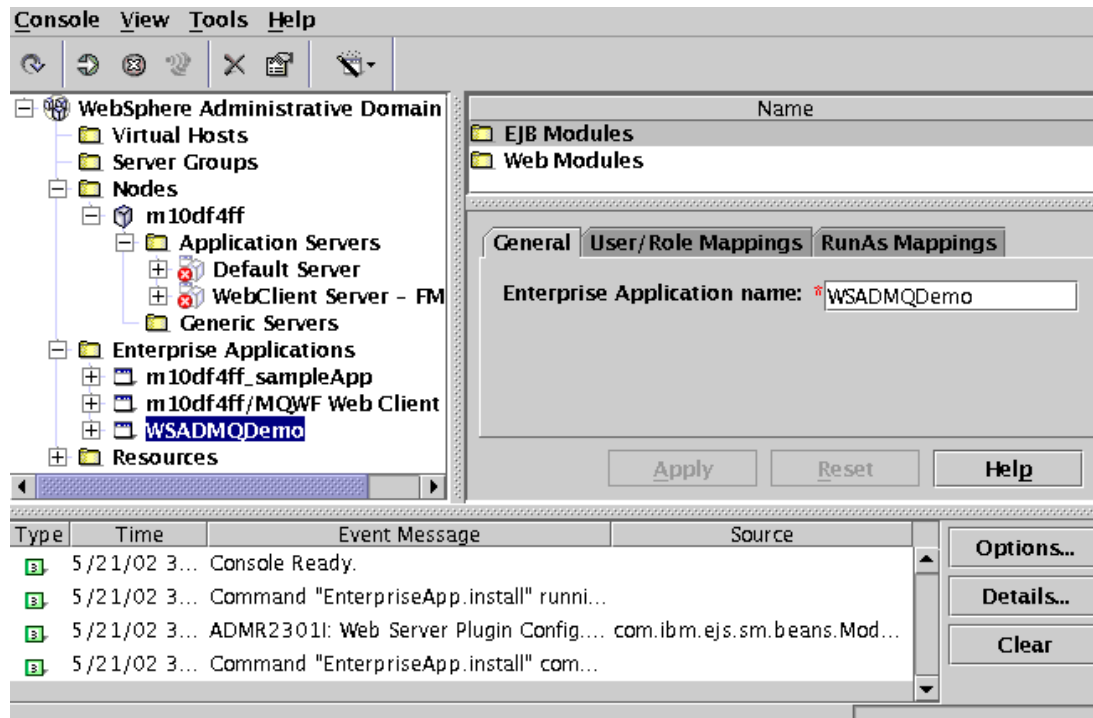 Console View Tools Help
WebSphere Administrative Domain
Virtual Hosts
Server Groups
Nodes
m10df4ff
Application Servers
Default Server
WebClient Server – FM
Generic Servers
Enterprise Applications
m10df4ff_sampleApp
m10df4ff/MQWF Web Client
WSADMQDemo
Resources
Name
EJB Modules
Web Modules
General User/Role Mappings RunAs Mappings
Enterprise Application name: *WSADMQDemo
Apply Reset Help
Type Time Event Message Source
5/21/02 3... Console Ready.
5/21/02 3... Command "EnterpriseApp.install" runni...
5/21/02 3... ADMR2301I: Web Server Plugin Config.... com.ibm.ejs.sm.beans.Mod...
5/21/02 3... Command "EnterpriseApp.install" com...
Options...
Details...
Clear